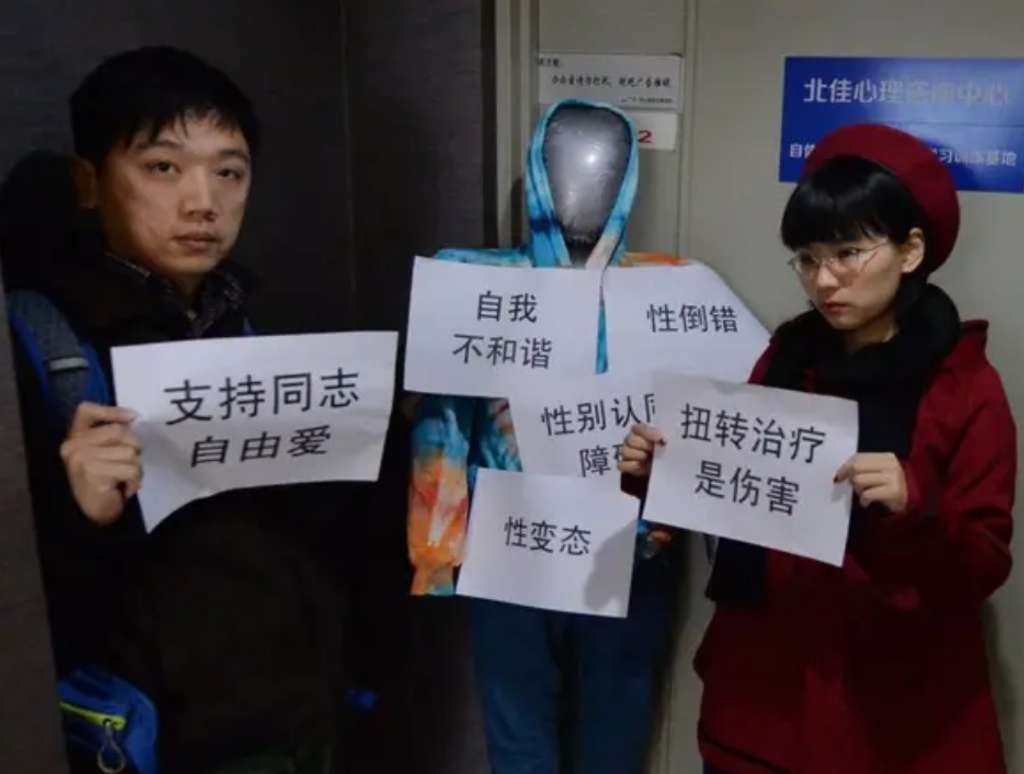 2
北佳心理咨询中心
自我
不和谐
性倒错
支持同志
自由爱
性别认同
障碍
扭转治疗
是伤害
性变态